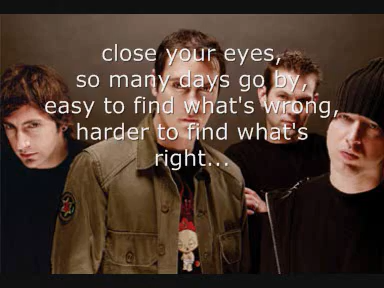 close your eyes,
so many days go by,
easy to find what's wrong,
harder to find what's
right...